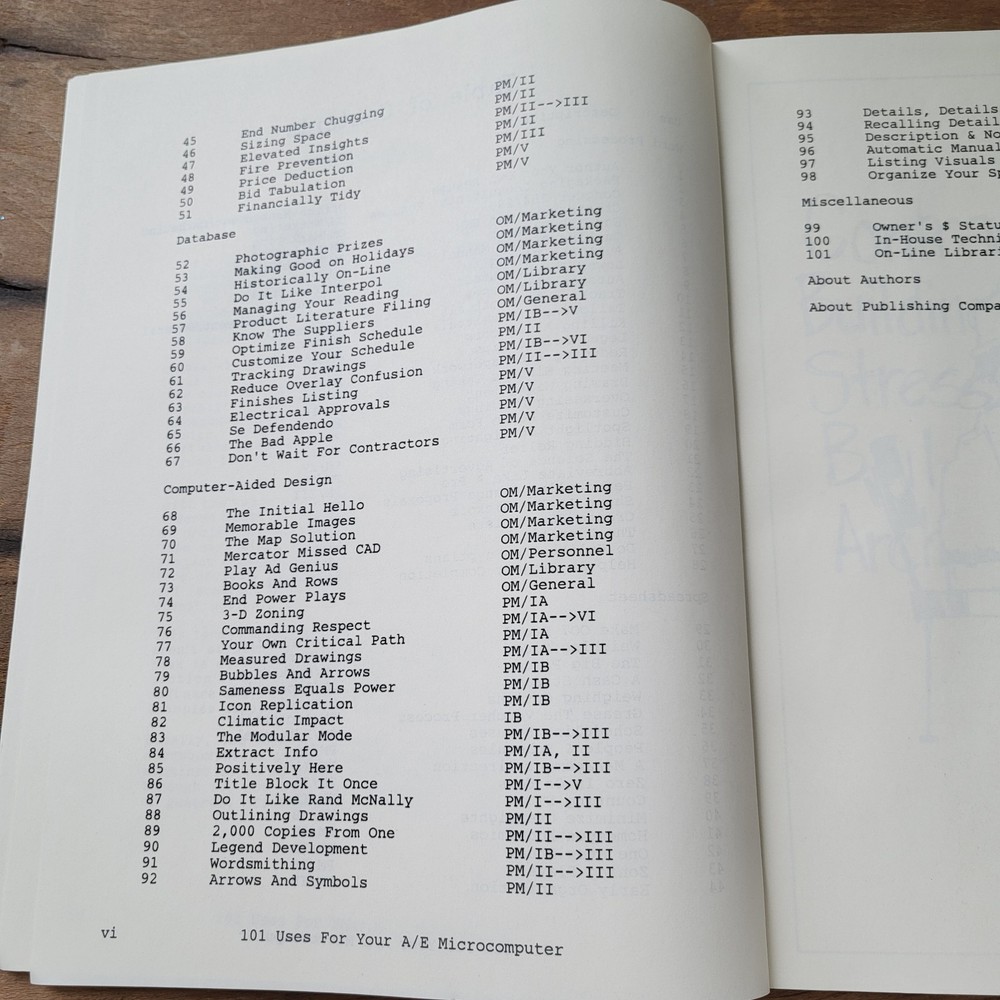 45 End Number Chugging PM/II
46 Sizing Space PM/II
47 Elevated Insights PM/II-->III
48 Fire Prevention PM/II
49 Price Deduction PM/III
50 Bid Tabulation PM/V
51 Financially Tidy PM/V
Database
52 Photographic Prizes OM/Marketing
53 Making Good on Holidays OM/Marketing
54 Historically On-Line OM/Marketing
55 Do It Like Interpol OM/Marketing
56 Managing Your Reading OM/Library
57 Product Literature Filing OM/Library
58 Know The Suppliers OM/General
59 Optimize Finish Schedule PM/IB-->V
60 Customize Your Schedule PM/II
61 Tracking Drawings PM/IB-->VI
62 Reduce Overlay Confusion PM/II-->III
63 Finishes Listing PM/V
64 Electrical Approvals PM/V
65 Se Defendendo PM/V
66 The Bad Apple PM/V
67 Don't Wait For Contractors PM/V
Computer-Aided Design
68 The Initial Hello OM/Marketing
69 Memorable Images OM/Marketing
70 The Map Solution OM/Marketing
71 Mercator Missed CAD OM/Marketing
72 Play Ad Genius OM/Personnel
73 Books And Rows OM/Library
74 End Power Plays OM/General
75 3-D Zoning PM/IA
76 Commanding Respect PM/IA-->VI
77 Your Own Critical Path PM/IA
78 Measured Drawings PM/IA-->III
79 Bubbles And Arrows PM/IB
80 Sameness Equals Power PM/IB
81 Icon Replication PM/IB
82 Climatic Impact IB
83 The Modular Mode PM/IB-->III
84 Extract Info PM/IA, II
85 Positively Here PM/IB-->III
86 Title Block It Once PM/I-->V
87 Do It Like Rand McNally PM/I-->III
88 Outlining Drawings PM/II
89 2,000 Copies From One PM/II-->III
90 Legend Development PM/IB-->III
91 Wordsmithing PM/II-->III
92 Arrows And Symbols PM/II
vi 101 Uses For Your A/E Microcomputer
93 Details, Details
94 Recalling Detail
95 Description & No
96 Automatic Manual
97 Listing Visuals
98 Organize Your Sp
Miscellaneous
99 Owner's $ Statu
100 In-House Techni
101 On-Line Librari
About Authors
About Publishing Compa